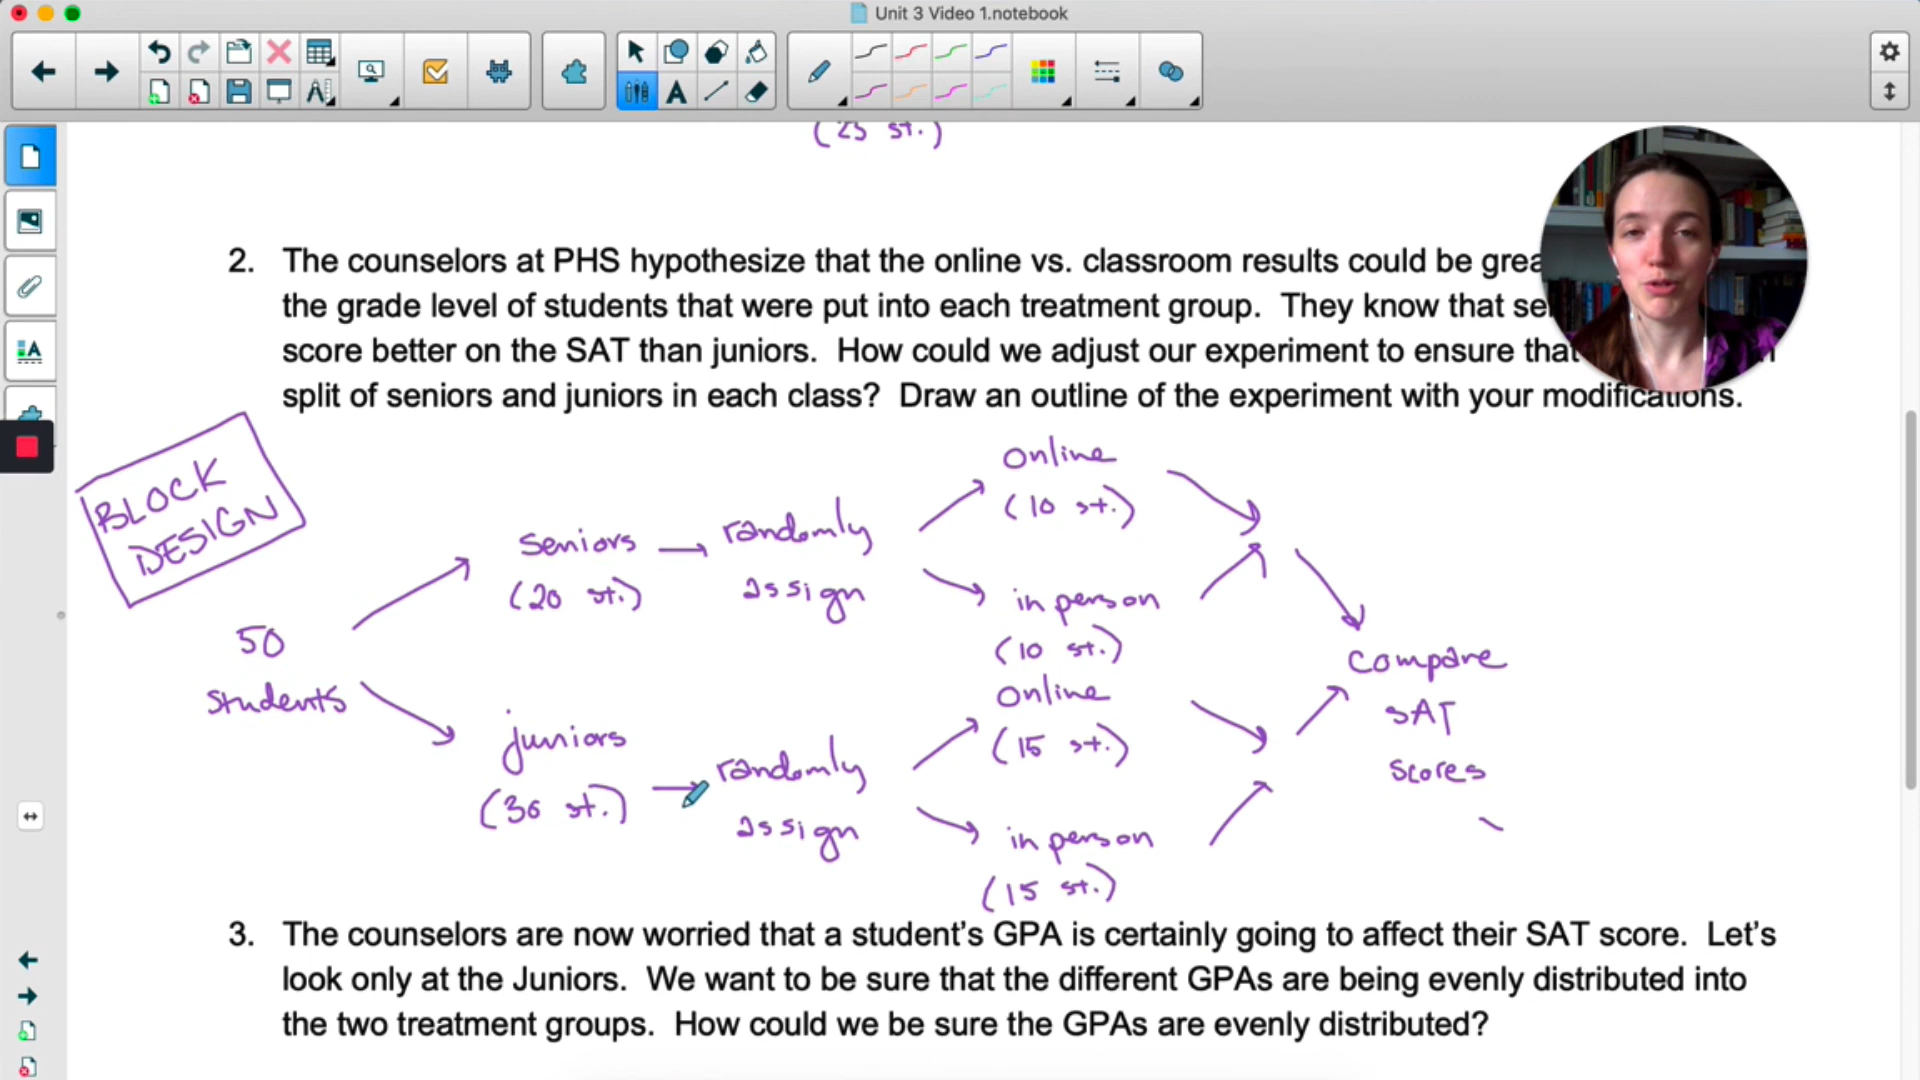 Unit 3 Video 1.notebook
(25 st.)
2. The counselors at PHS hypothesize that the online vs. classroom results could be
the grade level of students that were put into each treatment group. They know that
score better on the SAT than juniors. How could we adjust our experiment to ensure that
split of seniors and juniors in each class? Draw an outline of the experiment with your modifications.
BLOCK
DESIGN
50
students
seniors
(20 st.)
randomly
assign
online
(10 st.)
in person
(10 st.)
juniors
(30 st.)
randomly
assign
online
(15 st.)
in person
(15 st.)
compare
SAT
scores
3. The counselors are now worried that a student's GPA is certainly going to affect their SAT score. Let's
look only at the Juniors. We want to be sure that the different GPAs are being evenly distributed into
the two treatment groups. How could we be sure the GPAs are evenly distributed?